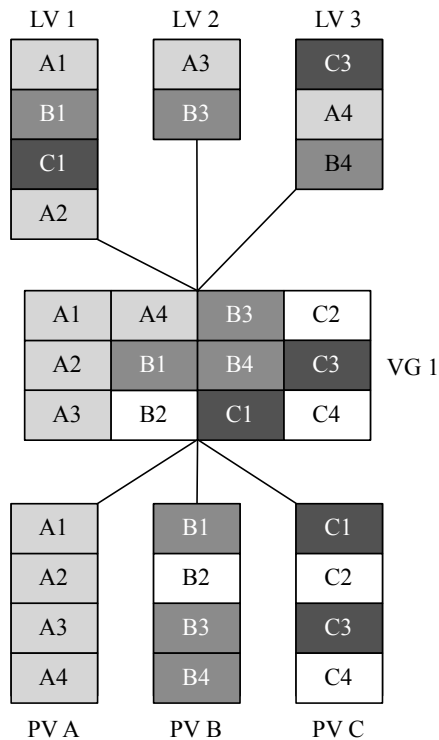 LV 1 LV 2 LV 3
A1 A3 C3
B1 B3 A4
C1 B4
A2
A1 A4 B3 C2
A2 B1 B4 C3 VG 1
A3 B2 C1 C4
A1 B1 C1
A2 B2 C2
A3 B3 C3
A4 B4 C4
PV A PV B PV C